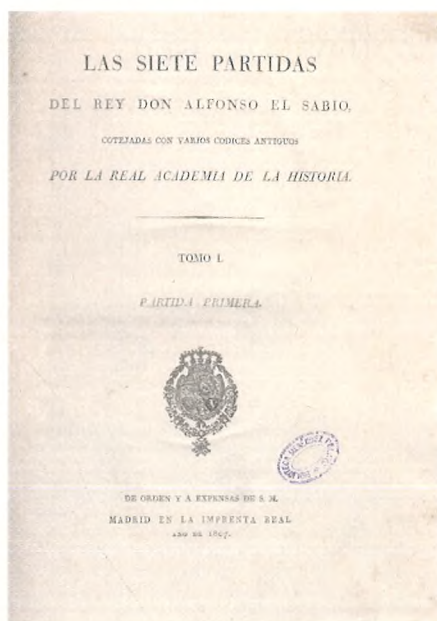 LAS SIETE PARTIDAS
DEL REY DON ALFONSO EL SABIO,
COTEJADAS CON VARIOS CODICES ANTIGUOS
POR LA REAL ACADEMIA DE LA HISTORIA.
TOMO I.
PARTIDA PRIMERA.
DE ORDEN Y A EXPENSAS DE S. M.
MADRID EN LA IMPRENTA REAL
AÑO DE 1807.